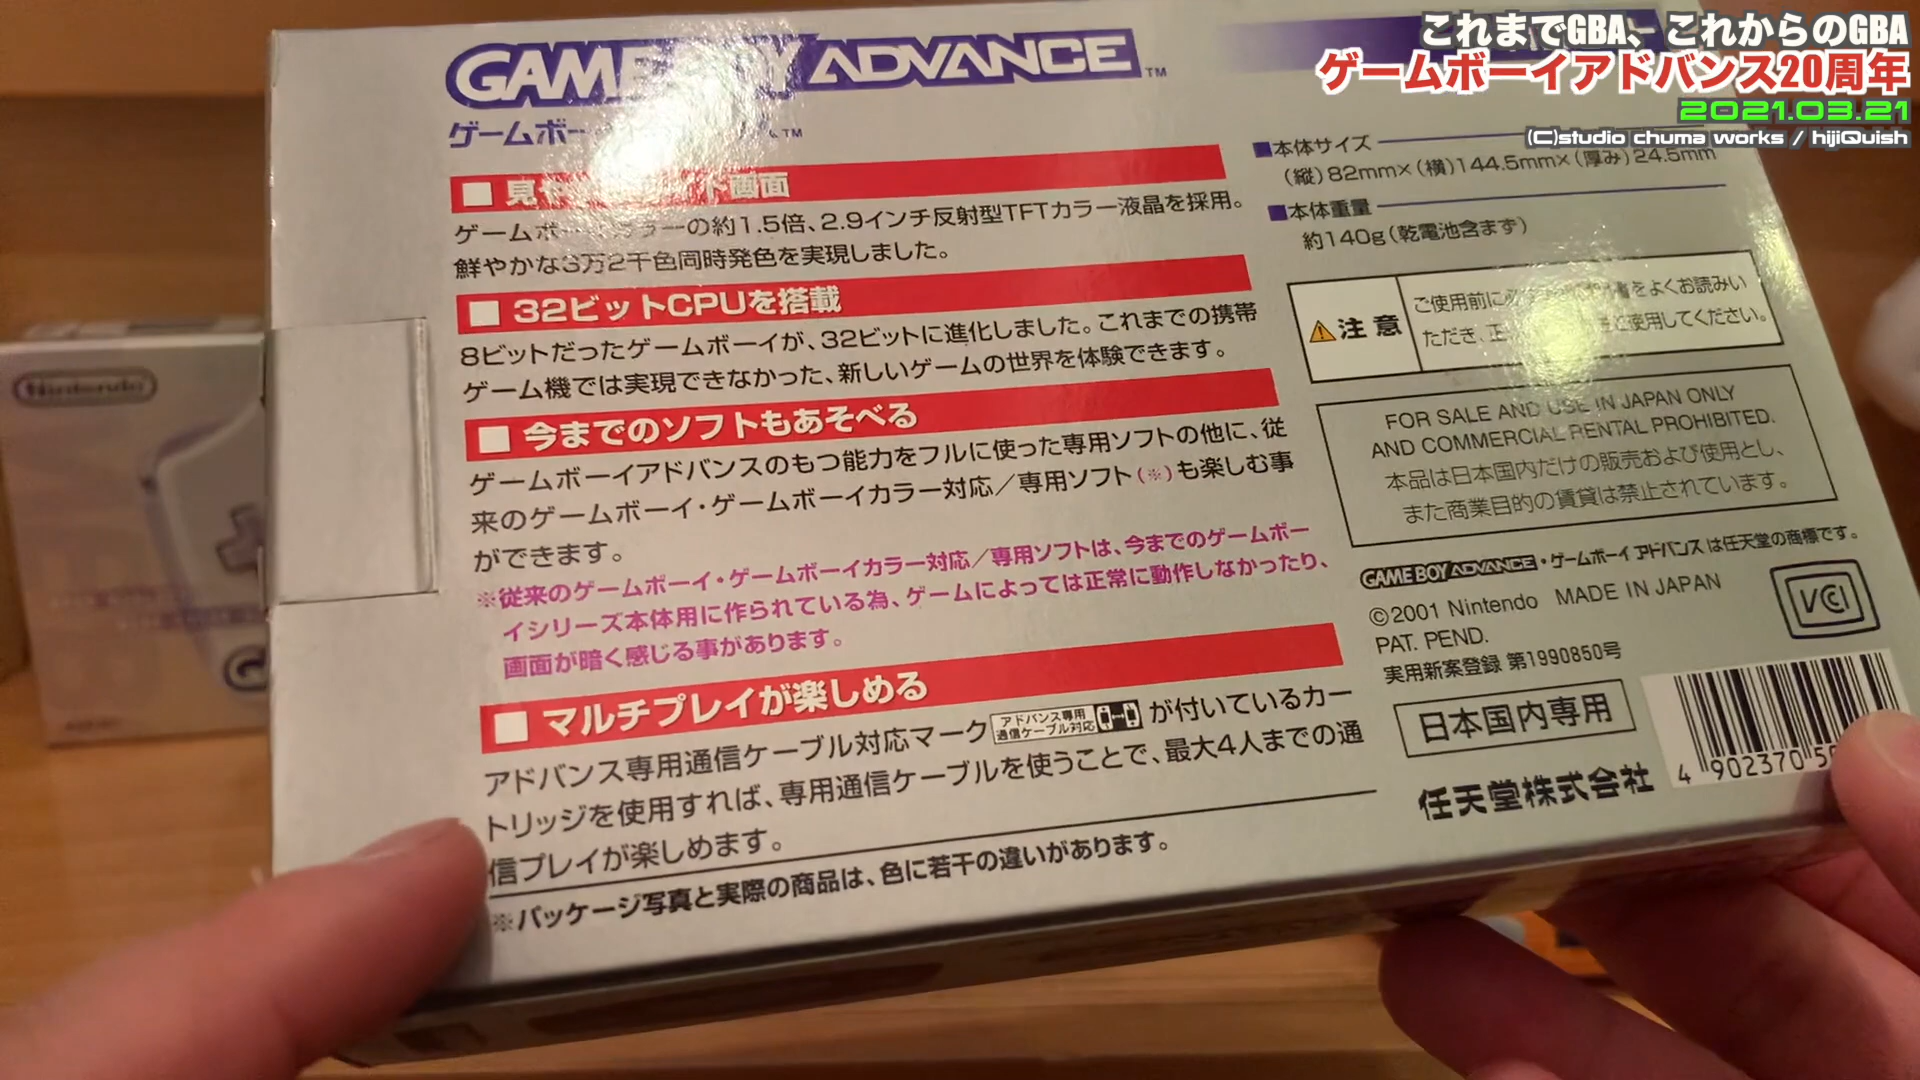 これまでGBA、これからのGBA
ゲームボーイアドバンス20周年
2021.03.21
(C)studio chuma works / hijiQuish
GAME BOY ADVANCE TM
ゲームボー TM
画面
ゲームボ の約1.5倍、2.9インチ反射型TFTカラー液晶を採用。
鮮やかな3万2千色同時発色を実現しました。
■ 32ビットCPUを搭載
8ビットだったゲームボーイが、32ビットに進化しました。これまでの携帯
ゲーム機では実現できなかった、新しいゲームの世界を体験できます。
■ 今までのソフトもあそべる
ゲームボーイアドバンスのもつ能力をフルに使った専用ソフトの他に、従
来のゲームボーイ・ゲームボーイカラー対応／専用ソフト(※)も楽しむ事
ができます。
※従来のゲームボーイ・ゲームボーイカラー対応／専用ソフトは、今までのゲームボー
イシリーズ本体用に作られている為、ゲームによっては正常に動作しなかったり、
画面が暗く感じる事があります。
■ マルチプレイが楽しめる
アドバンス専用通信ケーブル対応マーク アドバンス専用 通信ケーブル対応 が付いているカー
トリッジを使用すれば、専用通信ケーブルを使うことで、最大4人までの通
信プレイが楽しめます。
※パッケージ写真と実際の商品は、色に若干の違いがあります。
■本体サイズ
(縦)82mm×(横)144.5mm×(厚み)24.5mm
■本体重量
約140g(乾電池含まず)
注意
ご使用前に をよくお読みい
ただき、正 使用してください。
FOR SALE AND USE IN JAPAN ONLY
AND COMMERCIAL RENTAL PROHIBITED.
本品は日本国内だけの販売および使用とし、
また商業目的の賃貸は禁止されています。
GAME BOY ADVANCE・ゲームボーイ アドバンス は任天堂の商標です。
©2001 Nintendo MADE IN JAPAN
PAT. PEND.
実用新案登録 第1990850号
VCI
日本国内専用
任天堂株式会社
4 902370 5
Nintendo